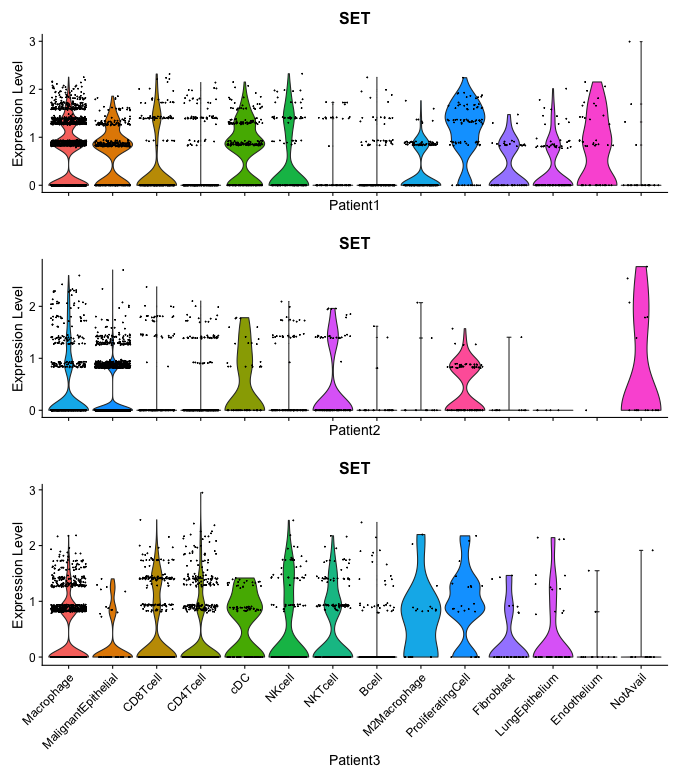 SET
Expression Level
3
2
1
0
Patient1
SET
Expression Level
2
1
0
Patient2
SET
Expression Level
3
2
1
0
Macrophage
MalignantEpithelial
CD8Tcell
CD4Tcell
cDC
NKcell
NKTcell
Bcell
M2Macrophage
ProliferatingCell
Fibroblast
LungEpithelium
Endothelium
NotAvail
Patient3